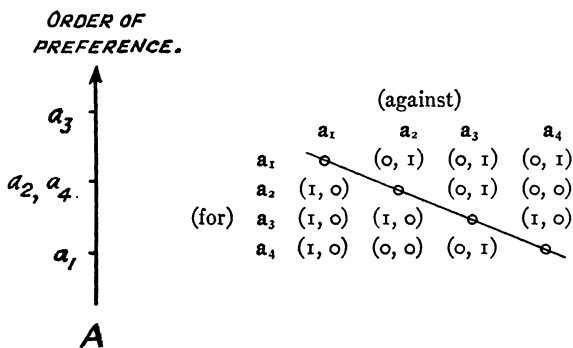 ORDER OF
PREFERENCE.
a₃
a₂, a₄
a₁
A
(against)
a₁ a₂ a₃ a₄
a₁ (0, 1) (0, 1) (0, 1)
a₂ (1, 0) (0, 1) (0, 0)
(for) a₃ (1, 0) (1, 0) (1, 0)
a₄ (1, 0) (0, 0) (0, 1)